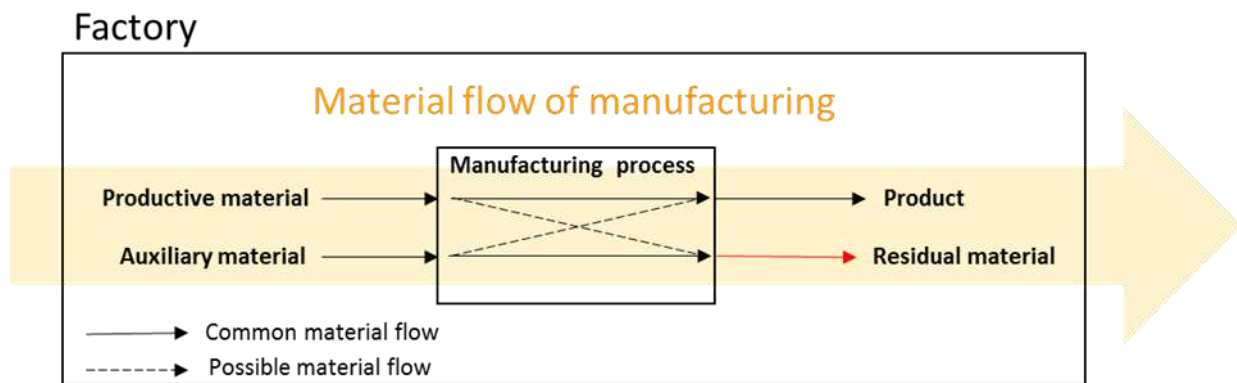 Factory
Material flow of manufacturing
Manufacturing process
Productive material
Product
Auxiliary material
Residual material
Common material flow
Possible material flow